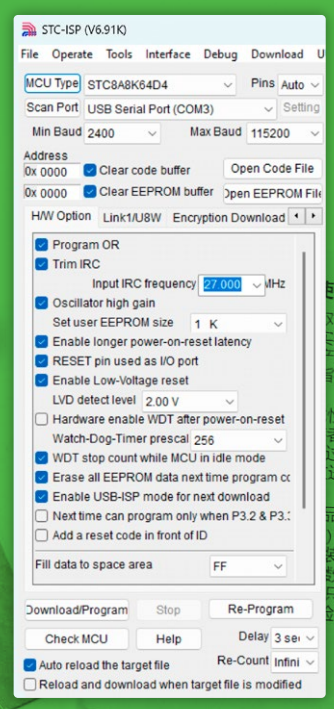 STC-ISP (V6.91K)
File Operate Tools Interface Debug Download U
MCU Type STC8A8K64D4 Pins Auto
Scan Port USB Serial Port (COM3) Setting
Min Baud 2400 Max Baud 115200
Address
0x 0000 Clear code buffer Open Code File
0x 0000 Clear EEPROM buffer Open EEPROM File
H/W Option Link1/U8W Encryption Download
Program OR
Trim IRC
Input IRC frequency 27.000 MHz
Oscillator high gain
Set user EEPROM size 1 K
Enable longer power-on-reset latency
RESET pin used as I/O port
Enable Low-Voltage reset
LVD detect level 2.00 V
Hardware enable WDT after power-on-reset
Watch-Dog-Timer prescal 256
WDT stop count while MCU in idle mode
Erase all EEPROM data next time program co
Enable USB-ISP mode for next download
Next time can program only when P3.2 & P3.
Add a reset code in front of ID
Fill data to space area FF
Download/Program Stop Re-Program
Check MCU Help Delay 3 se
Auto reload the target file Re-Count Infini
Reload and download when target file is modified